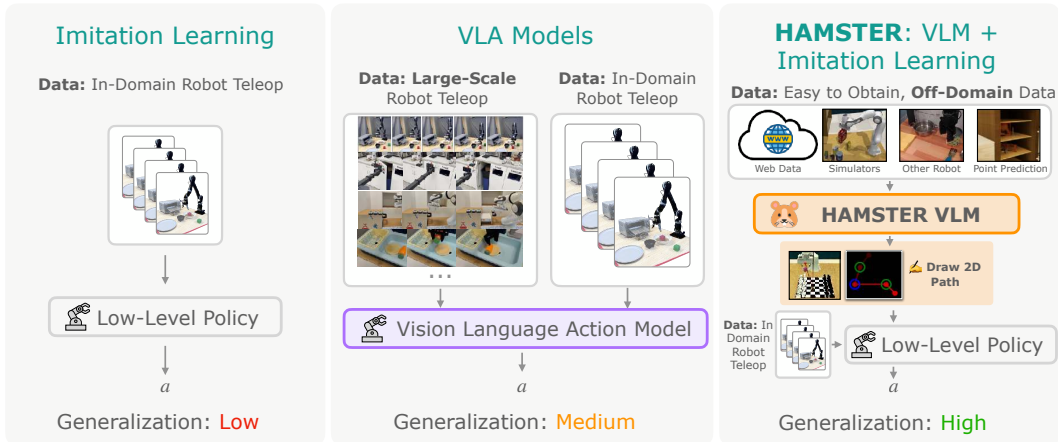 Imitation Learning
Data: In-Domain Robot Teleop
Low-Level Policy
a
Generalization: Low
VLA Models
Data: Large-Scale
Robot Teleop
Data: In-Domain
Robot Teleop
...
Vision Language Action Model
a
Generalization: Medium
HAMSTER: VLM +
Imitation Learning
Data: Easy to Obtain, Off-Domain Data
WWW
Web Data
Simulators
Other Robot
Point Prediction
HAMSTER VLM
Draw 2D
Path
Data: In
Domain
Robot
Teleop
Low-Level Policy
a
Generalization: High